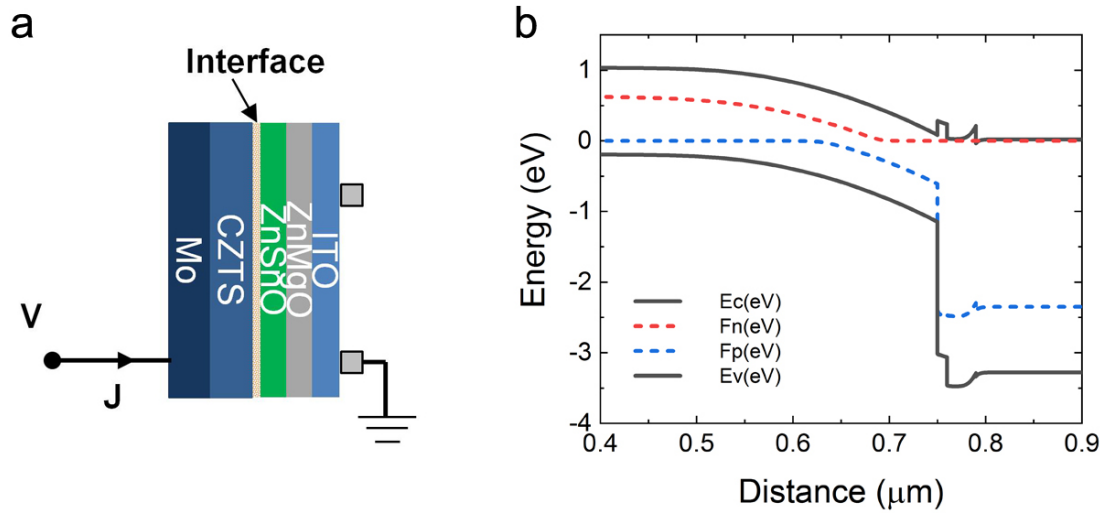 a
Interface
Mo
CZTS
ZnSnO
ZnMgO
ITO
V
J
b
Energy (eV)
1
0
-1
-2
-3
-4
Ec(eV)
Fn(eV)
Fp(eV)
Ev(eV)
0.4 0.5 0.6 0.7 0.8 0.9
Distance (μm)